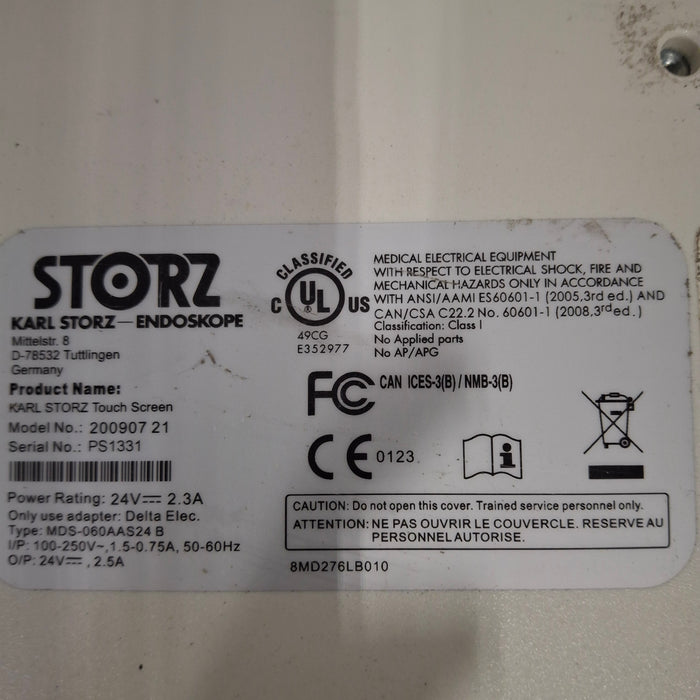 STORZ
KARL STORZ—ENDOSKOPE
Mittelstr. 8
D-78532 Tuttlingen
Germany
Product Name:
KARL STORZ Touch Screen
Model No.: 200907 21
Serial No.: PS1331
Power Rating: 24V⎓ 2.3A
Only use adapter: Delta Elec.
Type: MDS-060AAS24 B
I/P: 100-250V~,1.5-0.75A, 50-60Hz
O/P: 24V⎓ , 2.5A
CLASSIFIED
C UL US
®
49CG
E352977
MEDICAL ELECTRICAL EQUIPMENT
WITH RESPECT TO ELECTRICAL SHOCK, FIRE AND
MECHANICAL HAZARDS ONLY IN ACCORDANCE
WITH ANSI/AAMI ES60601-1 (2005,3rd ed.) AND
CAN/CSA C22.2 No. 60601-1 (2008,3rd ed.)
Classification: Class I
No Applied parts
No AP/APG
FC CAN ICES-3(B) / NMB-3(B)
CE 0123
i
CAUTION: Do not open this cover. Trained service personnel only.
ATTENTION: NE PAS OUVRIR LE COUVERCLE. RESERVE AU
PERSONNEL AUTORISE.
8MD276LB010